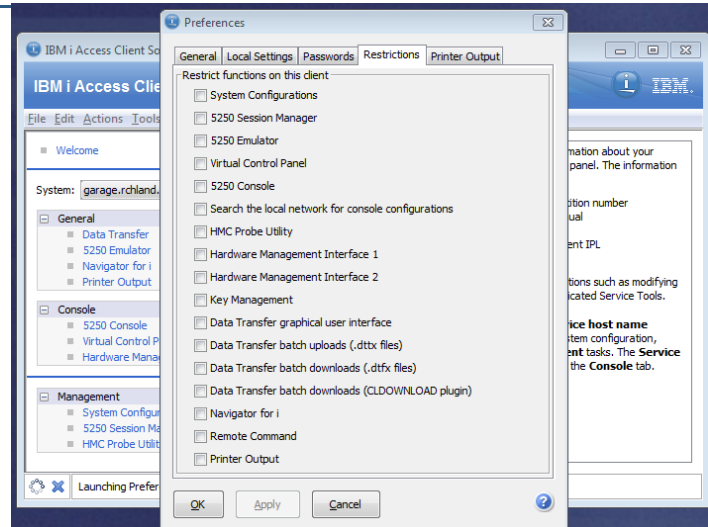 Preferences
General Local Settings Passwords Restrictions Printer Output
Restrict functions on this client
System Configurations
5250 Session Manager
5250 Emulator
Virtual Control Panel
5250 Console
Search the local network for console configurations
HMC Probe Utility
Hardware Management Interface 1
Hardware Management Interface 2
Key Management
Data Transfer graphical user interface
Data Transfer batch uploads (.dttx files)
Data Transfer batch downloads (.dtfx files)
Data Transfer batch downloads (CLDOWNLOAD plugin)
Navigator for i
Remote Command
Printer Output
OK Apply Cancel
IBM i Access Client So
IBM i Access Clie
IBM.
File Edit Actions Tools
Welcome
System: garage.rchland.
General
Data Transfer
5250 Emulator
Navigator for i
Printer Output
Console
5250 Console
Virtual Control P
Hardware Mana
Management
System Configur
5250 Session Ma
HMC Probe Utilit
Launching Prefer
mation about your
panel. The information
ition number
ual
ent IPL
tions such as modifying
icated Service Tools.
ice host name
stem configuration,
ent tasks. The Service
the Console tab.